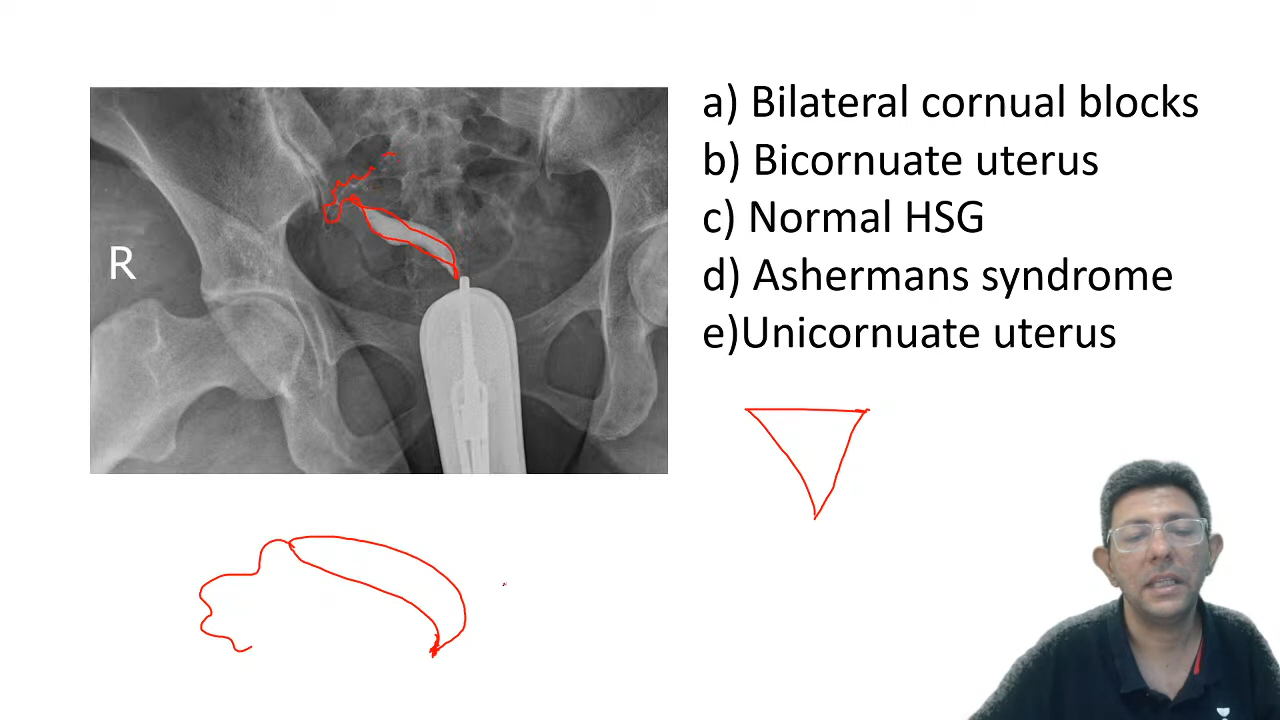 a) Bilateral cornual blocks
b) Bicornuate uterus
c) Normal HSG
d) Ashermans syndrome
e)Unicornuate uterus
R